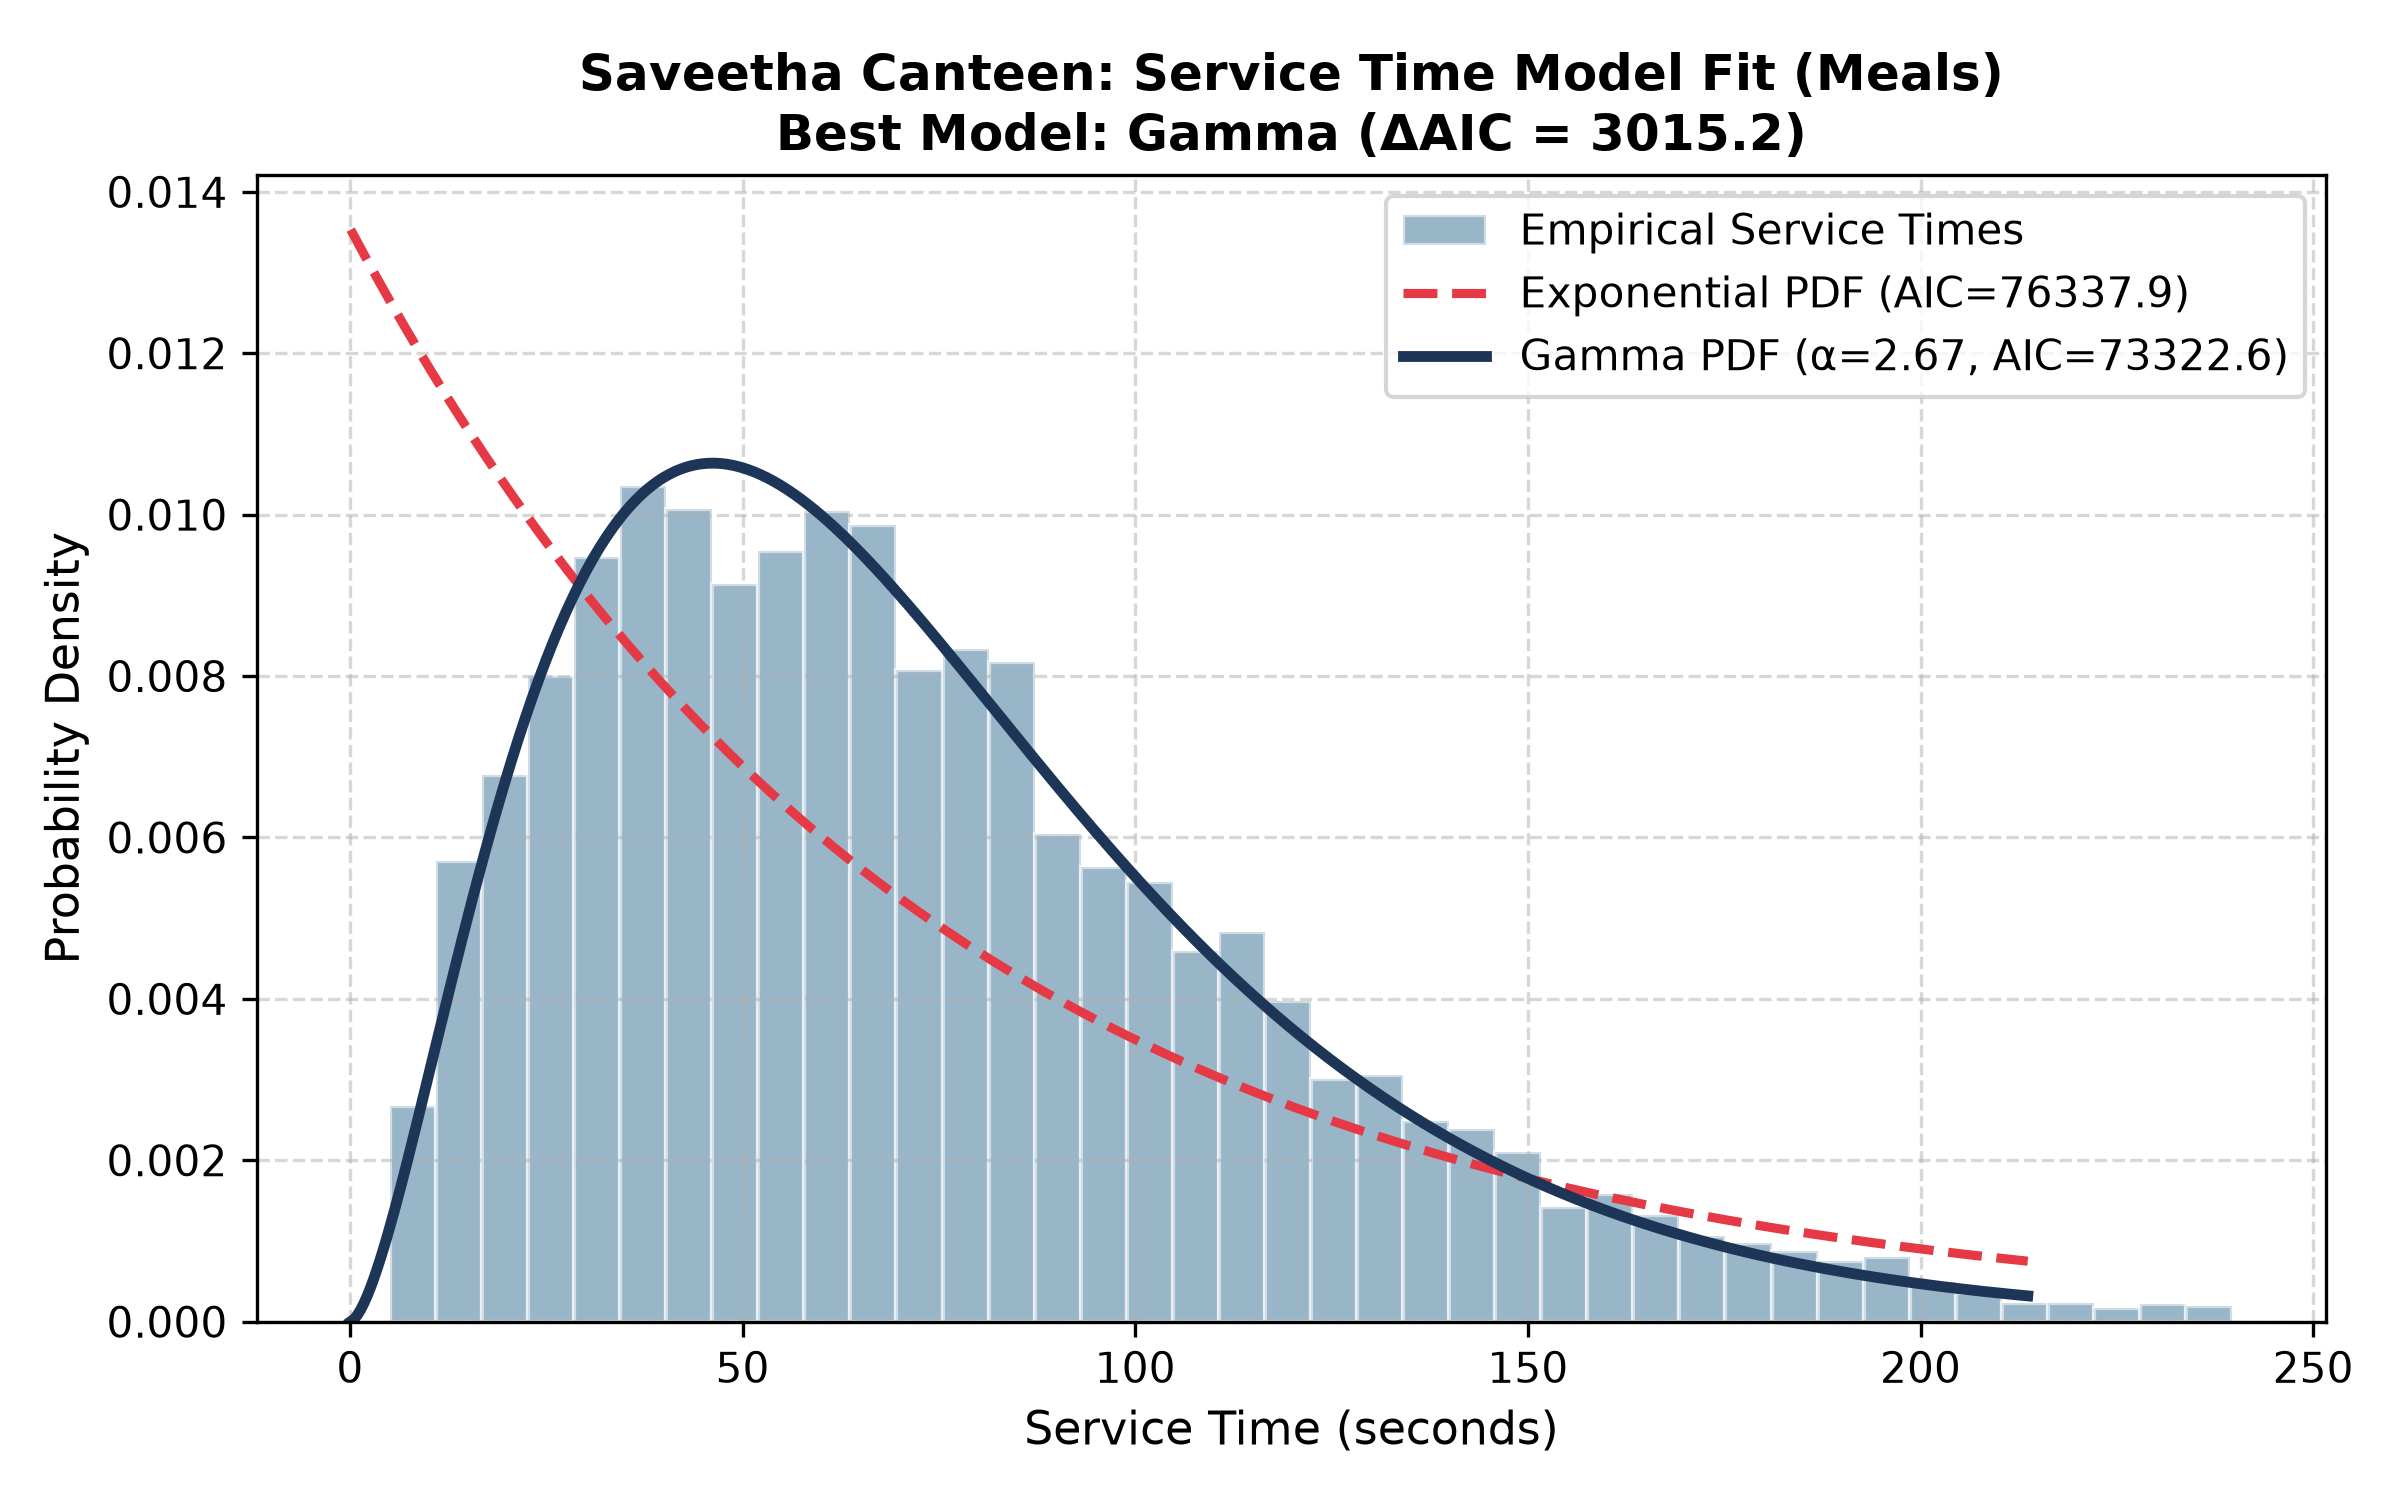 Saveetha Canteen: Service Time Model Fit (Meals)
Best Model: Gamma (ΔAIC = 3015.2)
Empirical Service Times
Exponential PDF (AIC=76337.9)
Gamma PDF (α=2.67, AIC=73322.6)
Probability Density
0.014
0.012
0.010
0.008
0.006
0.004
0.002
0.000
0 50 100 150 200 250
Service Time (seconds)